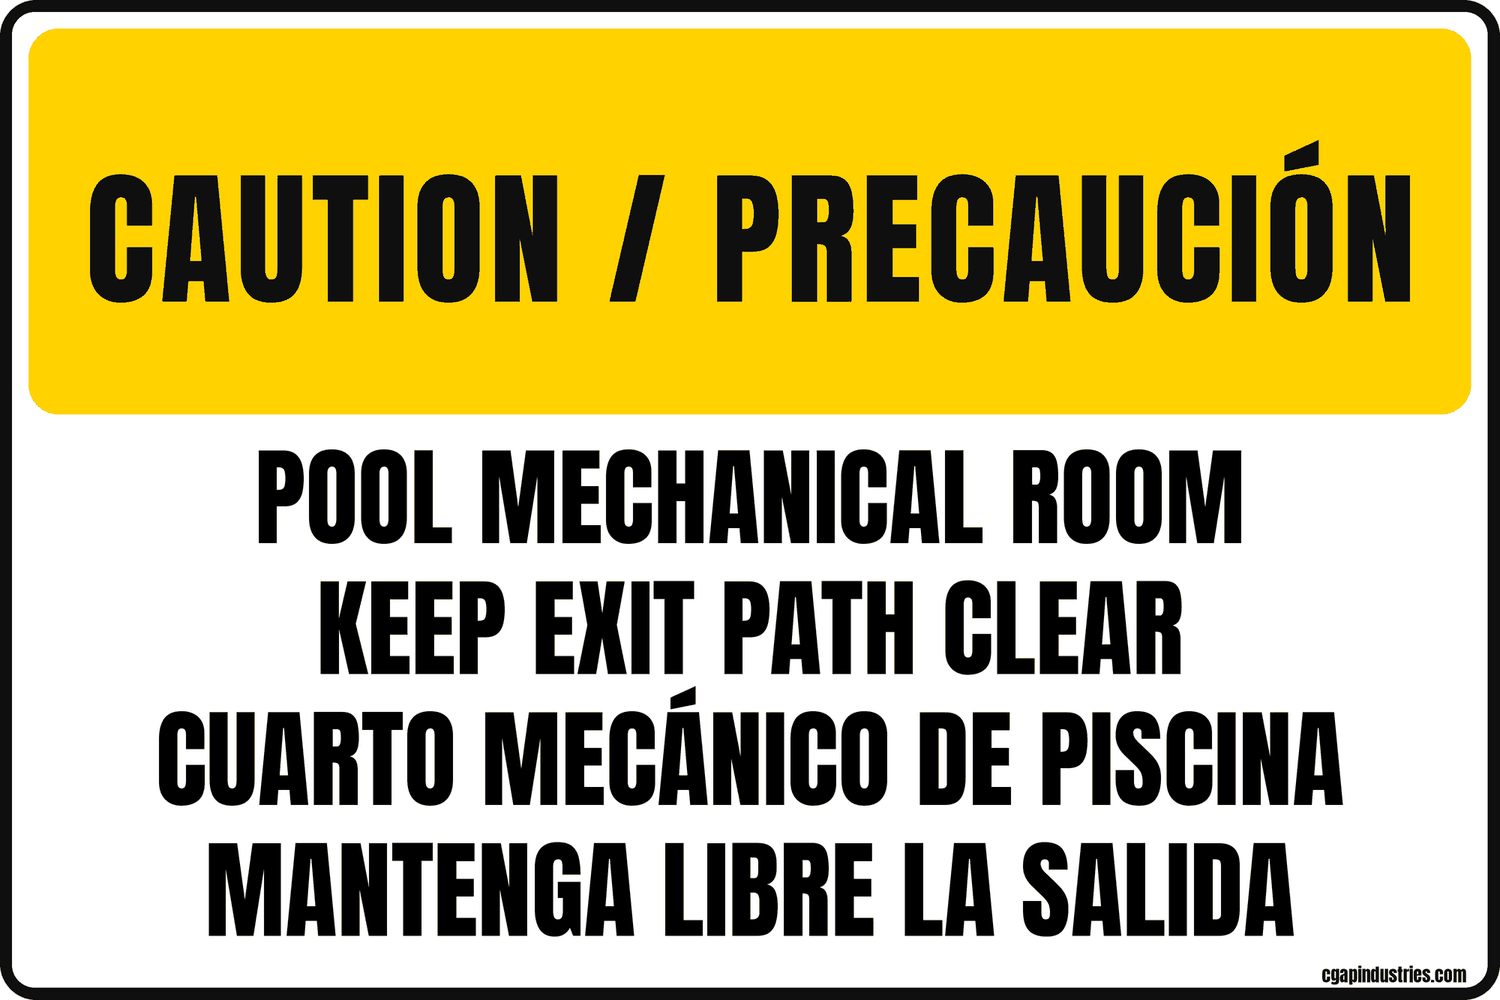 CAUTION / PRECAUCIÓN
POOL MECHANICAL ROOM
KEEP EXIT PATH CLEAR
CUARTO MECÁNICO DE PISCINA
MANTENGA LIBRE LA SALIDA
cgapindustries.com